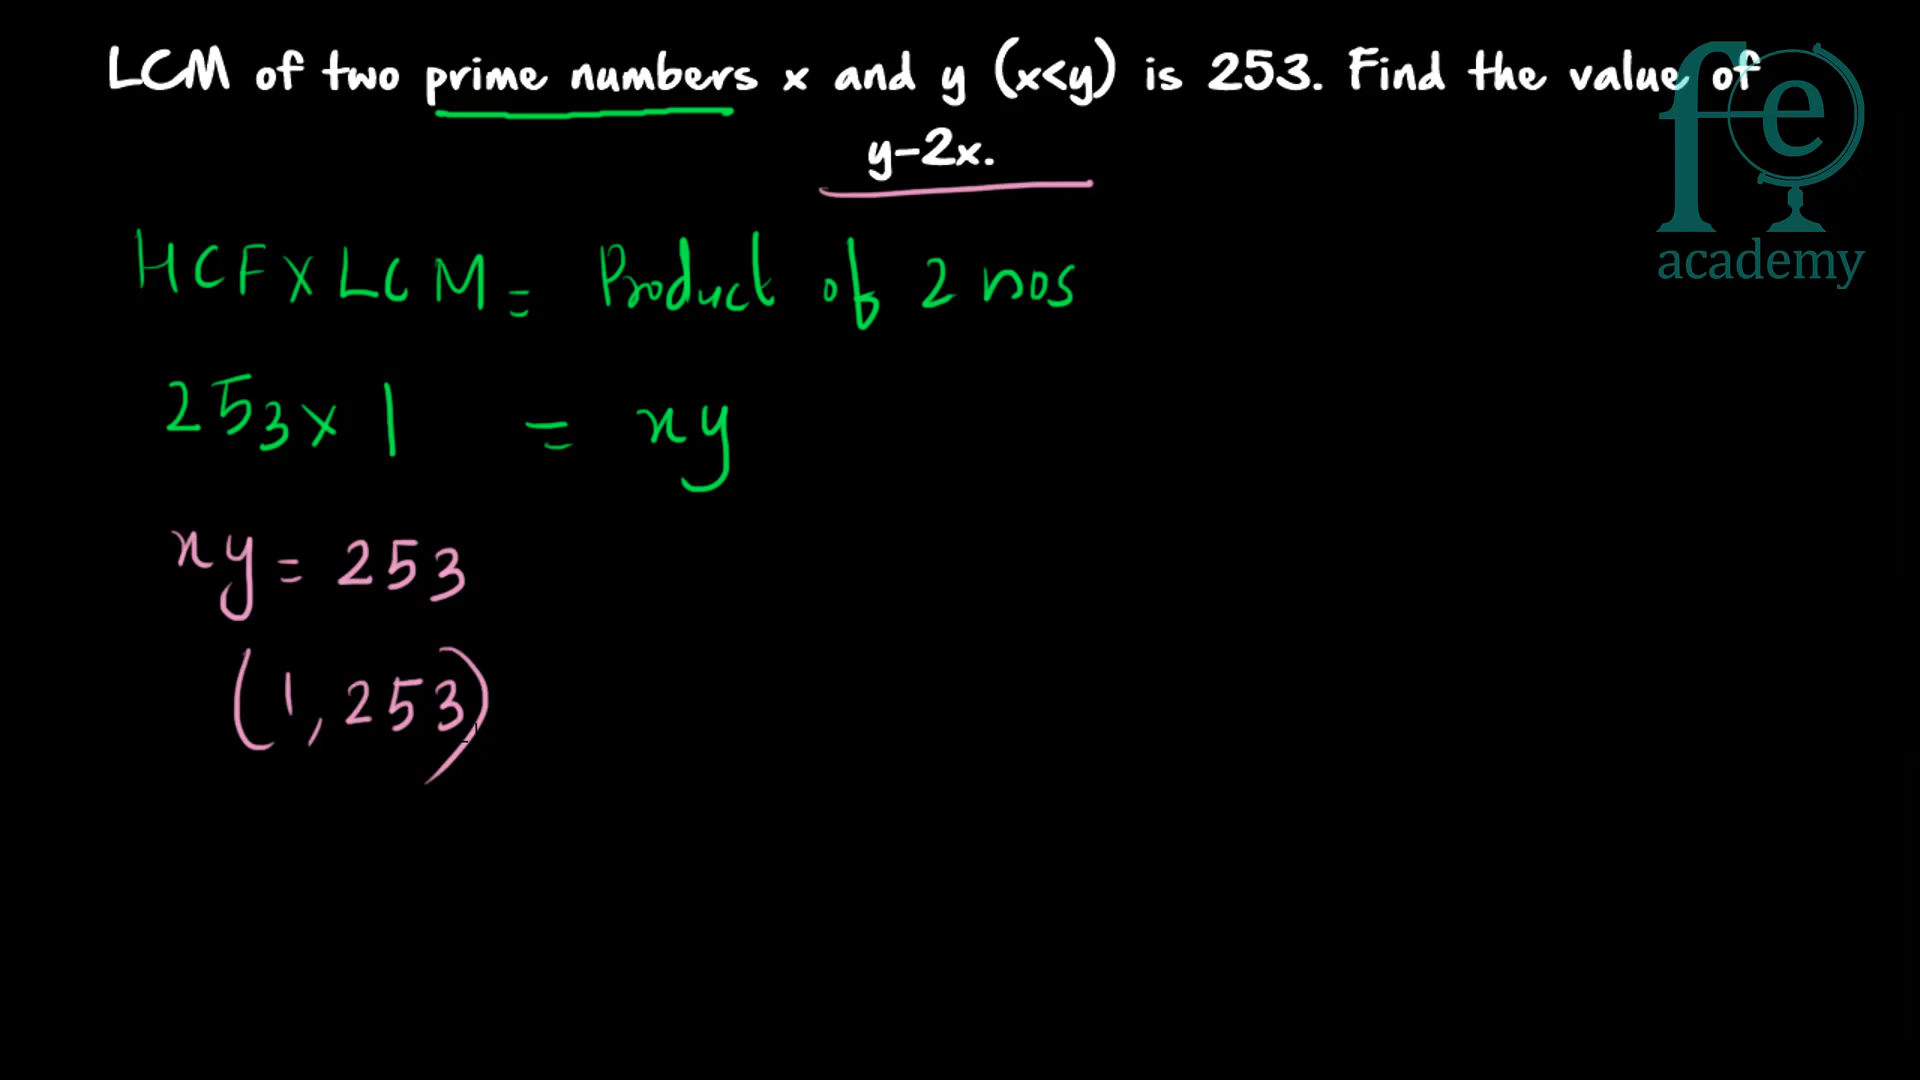 LCM of two prime numbers x and y (x<y) is 253. Find the value of
y-2x.
fe
academy
HCF X LCM = Product of 2 nos
253 x 1 = xy
xy = 253
(1, 253)